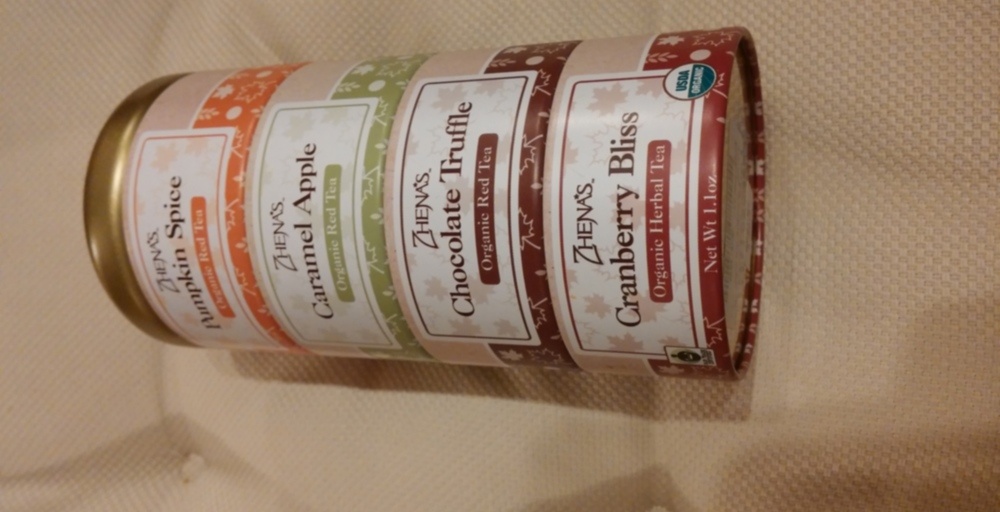 ZHENA'S
Pumpkin Spice
Organic Red Tea
ZHENA'S
Caramel Apple
Organic Red Tea
ZHENA'S
Chocolate Truffle
Organic Red Tea
USDA
ORGANIC
ZHENA'S
Cranberry Bliss
Organic Herbal Tea
Net Wt 1.1oz